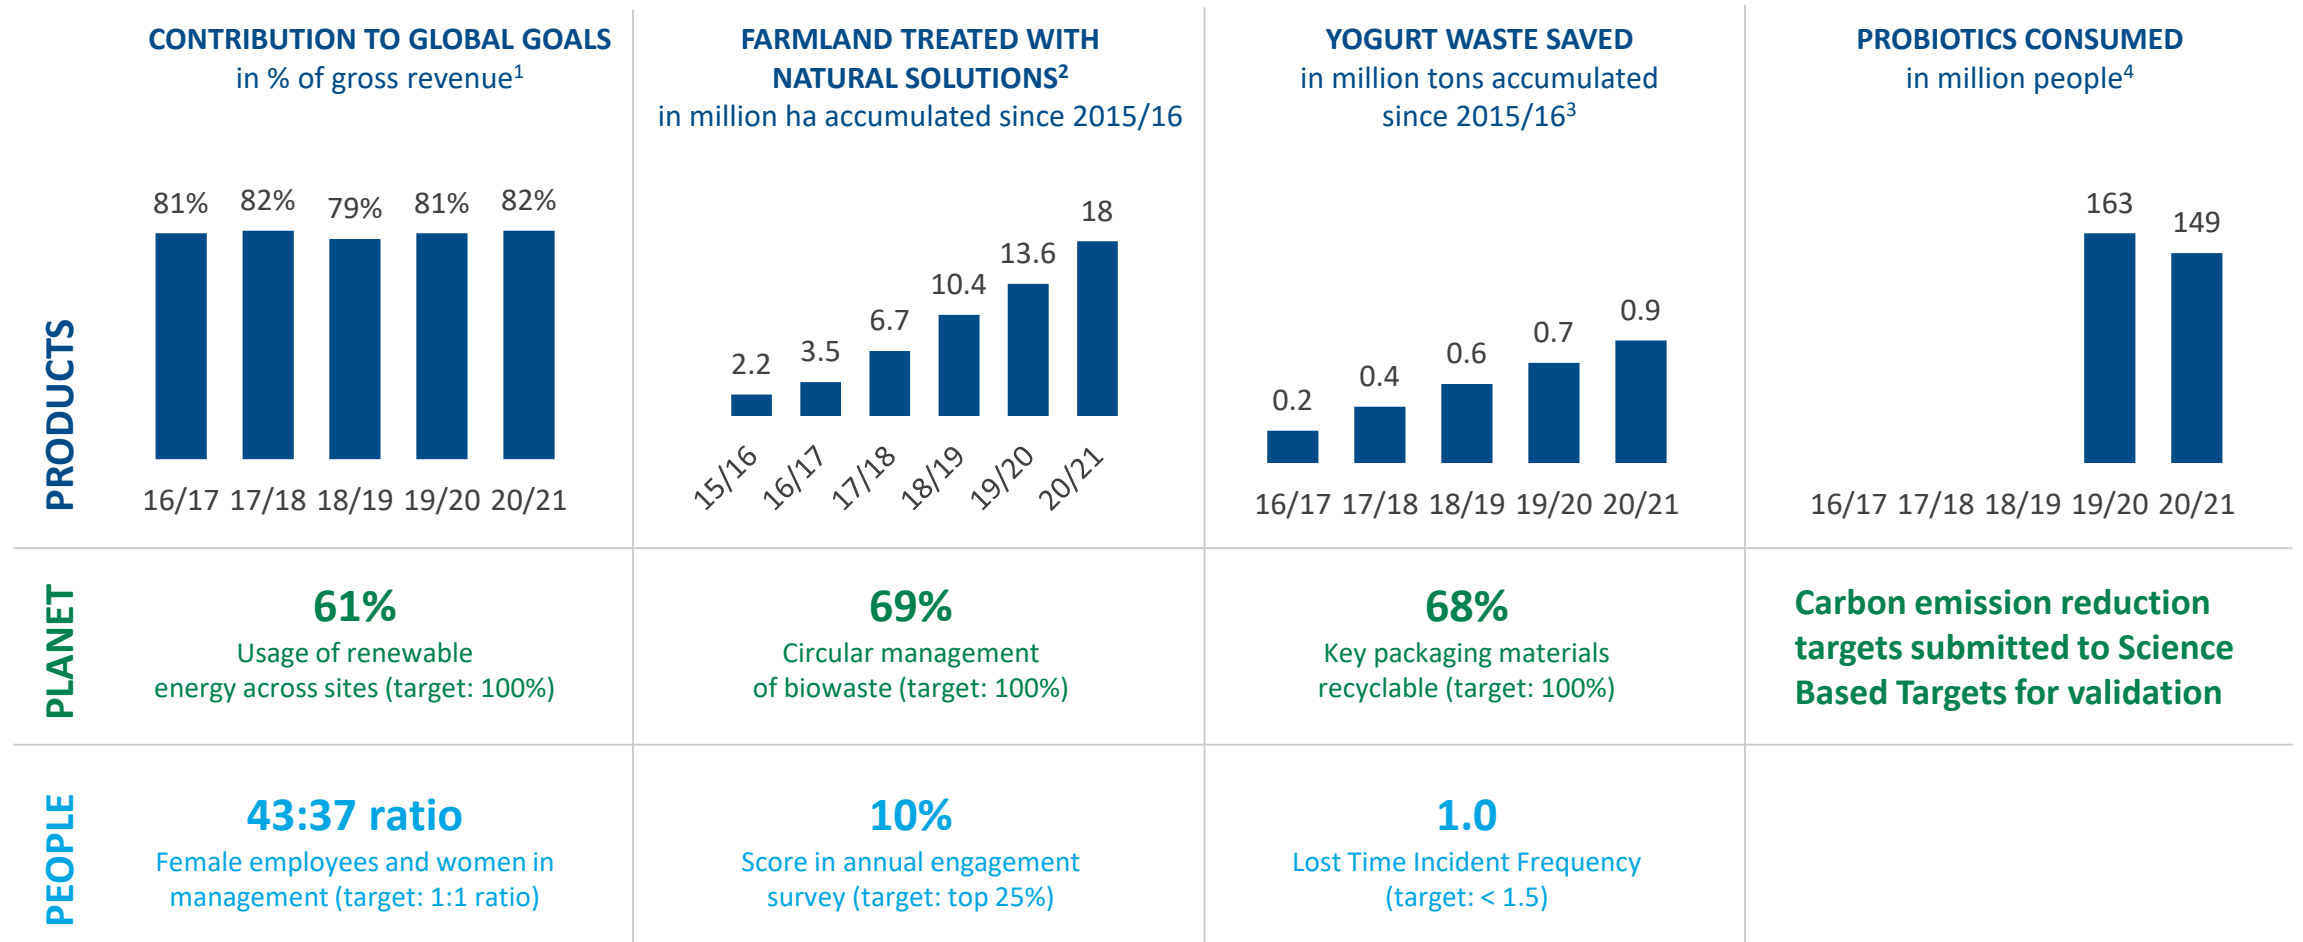 CONTRIBUTION TO GLOBAL GOALS
in % of gross revenue¹
81% 82% 79% 81% 82%
16/17 17/18 18/19 19/20 20/21
FARMLAND TREATED WITH
NATURAL SOLUTIONS²
in million ha accumulated since 2015/16
2.2 3.5 6.7 10.4 13.6 18
15/16 16/17 17/18 18/19 19/20 20/21
YOGURT WASTE SAVED
in million tons accumulated
since 2015/16³
0.2 0.4 0.6 0.7 0.9
16/17 17/18 18/19 19/20 20/21
PROBIOTICS CONSUMED
in million people⁴
163 149
16/17 17/18 18/19 19/20 20/21
PRODUCTS
PLANET
61%
Usage of renewable
energy across sites (target: 100%)
69%
Circular management
of biowaste (target: 100%)
68%
Key packaging materials
recyclable (target: 100%)
Carbon emission reduction
targets submitted to Science
Based Targets for validation
PEOPLE
43:37 ratio
Female employees and women in
management (target: 1:1 ratio)
10%
Score in annual engagement
survey (target: top 25%)
1.0
Lost Time Incident Frequency
(target: < 1.5)